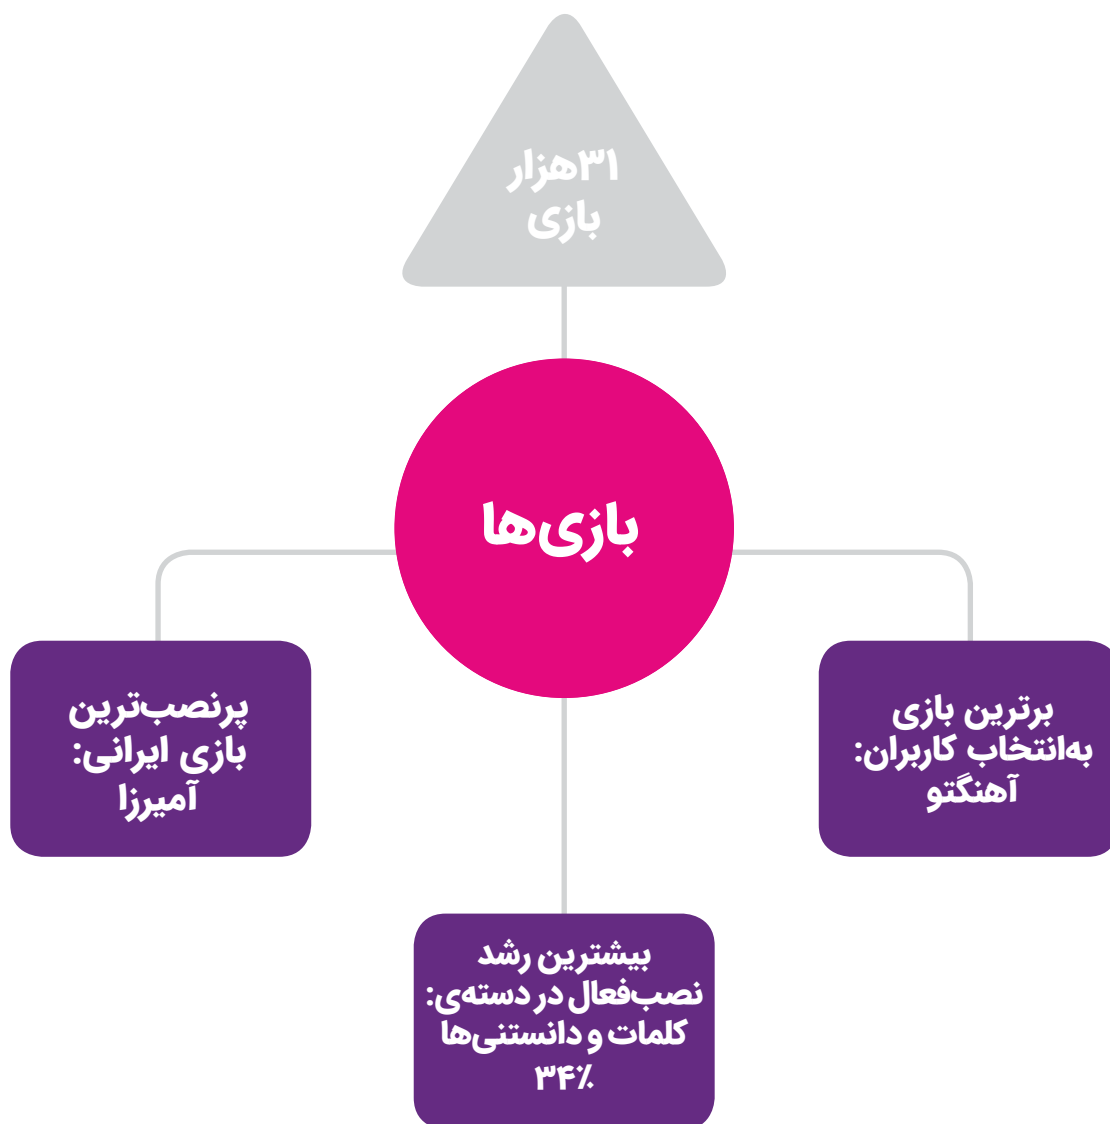 ۳۱هزار
بازی
بازی‌ها
برترین بازی
به‌انتخاب کاربران:
آهنگتو
پرنصب‌ترین
بازی ایرانی:
آمیرزا
بیشترین رشد
نصب‌فعال در دسته‌ی:
کلمات و دانستنی‌ها
۳۴٪